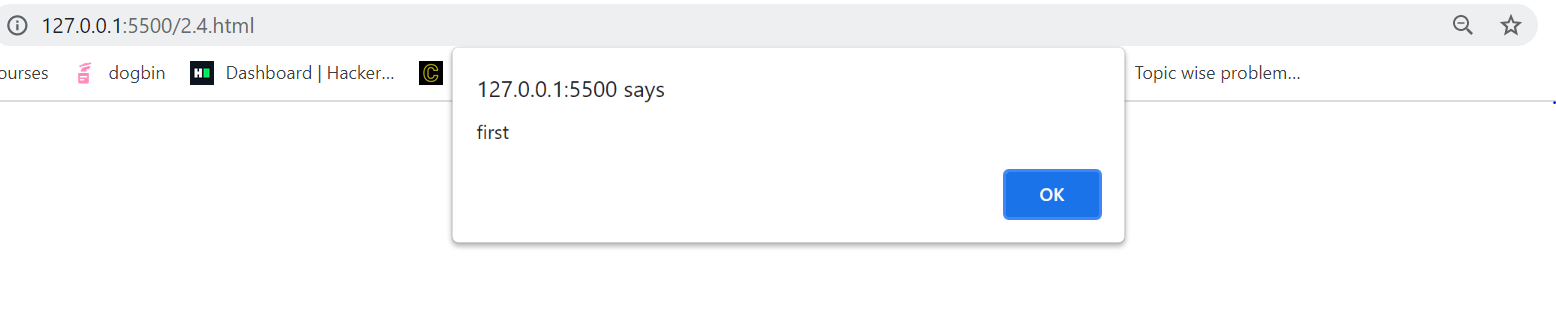 127.0.0.1:5500/2.4.html
ourses dogbin Dashboard | Hacker... Topic wise problem...
127.0.0.1:5500 says
first
OK